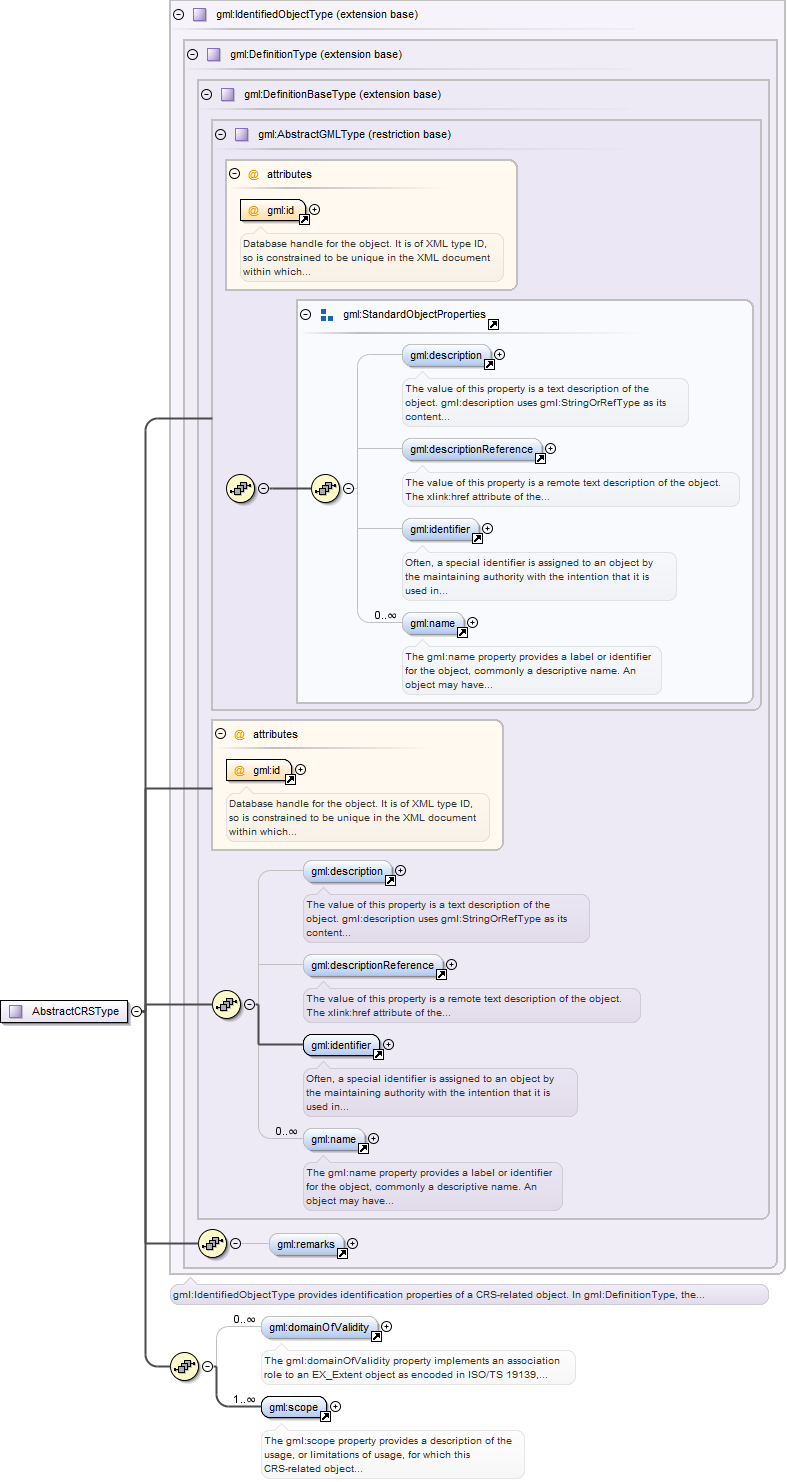 gml:IdentifiedObjectType (extension base)
gml:DefinitionType (extension base)
gml:DefinitionBaseType (extension base)
gml:AbstractGMLType (restriction base)
@ attributes
@ gml:id
Database handle for the object. It is of XML type ID,
so is constrained to be unique in the XML document
within which...
gml:StandardObjectProperties
gml:description
The value of this property is a text description of the
object. gml:description uses gml:StringOrRefType as its
content...
gml:descriptionReference
The value of this property is a remote text description of the object.
The xlink:href attribute of the...
gml:identifier
Often, a special identifier is assigned to an object by
the maintaining authority with the intention that it is
used in...
0..∞
gml:name
The gml:name property provides a label or identifier
for the object, commonly a descriptive name. An
object may have...
@ attributes
@ gml:id
Database handle for the object. It is of XML type ID,
so is constrained to be unique in the XML document
within which...
gml:description
The value of this property is a text description of the
object. gml:description uses gml:StringOrRefType as its
content...
gml:descriptionReference
The value of this property is a remote text description of the object.
The xlink:href attribute of the...
AbstractCRSType
gml:identifier
Often, a special identifier is assigned to an object by
the maintaining authority with the intention that it is
used in...
0..∞
gml:name
The gml:name property provides a label or identifier
for the object, commonly a descriptive name. An
object may have...
gml:remarks
gml:IdentifiedObjectType provides identification properties of a CRS-related object. In gml:DefinitionType, the...
0..∞
gml:domainOfValidity
The gml:domainOfValidity property implements an association
role to an EX_Extent object as encoded in ISO/TS 19139,...
1..∞
gml:scope
The gml:scope property provides a description of the
usage, or limitations of usage, for which this
CRS-related object...